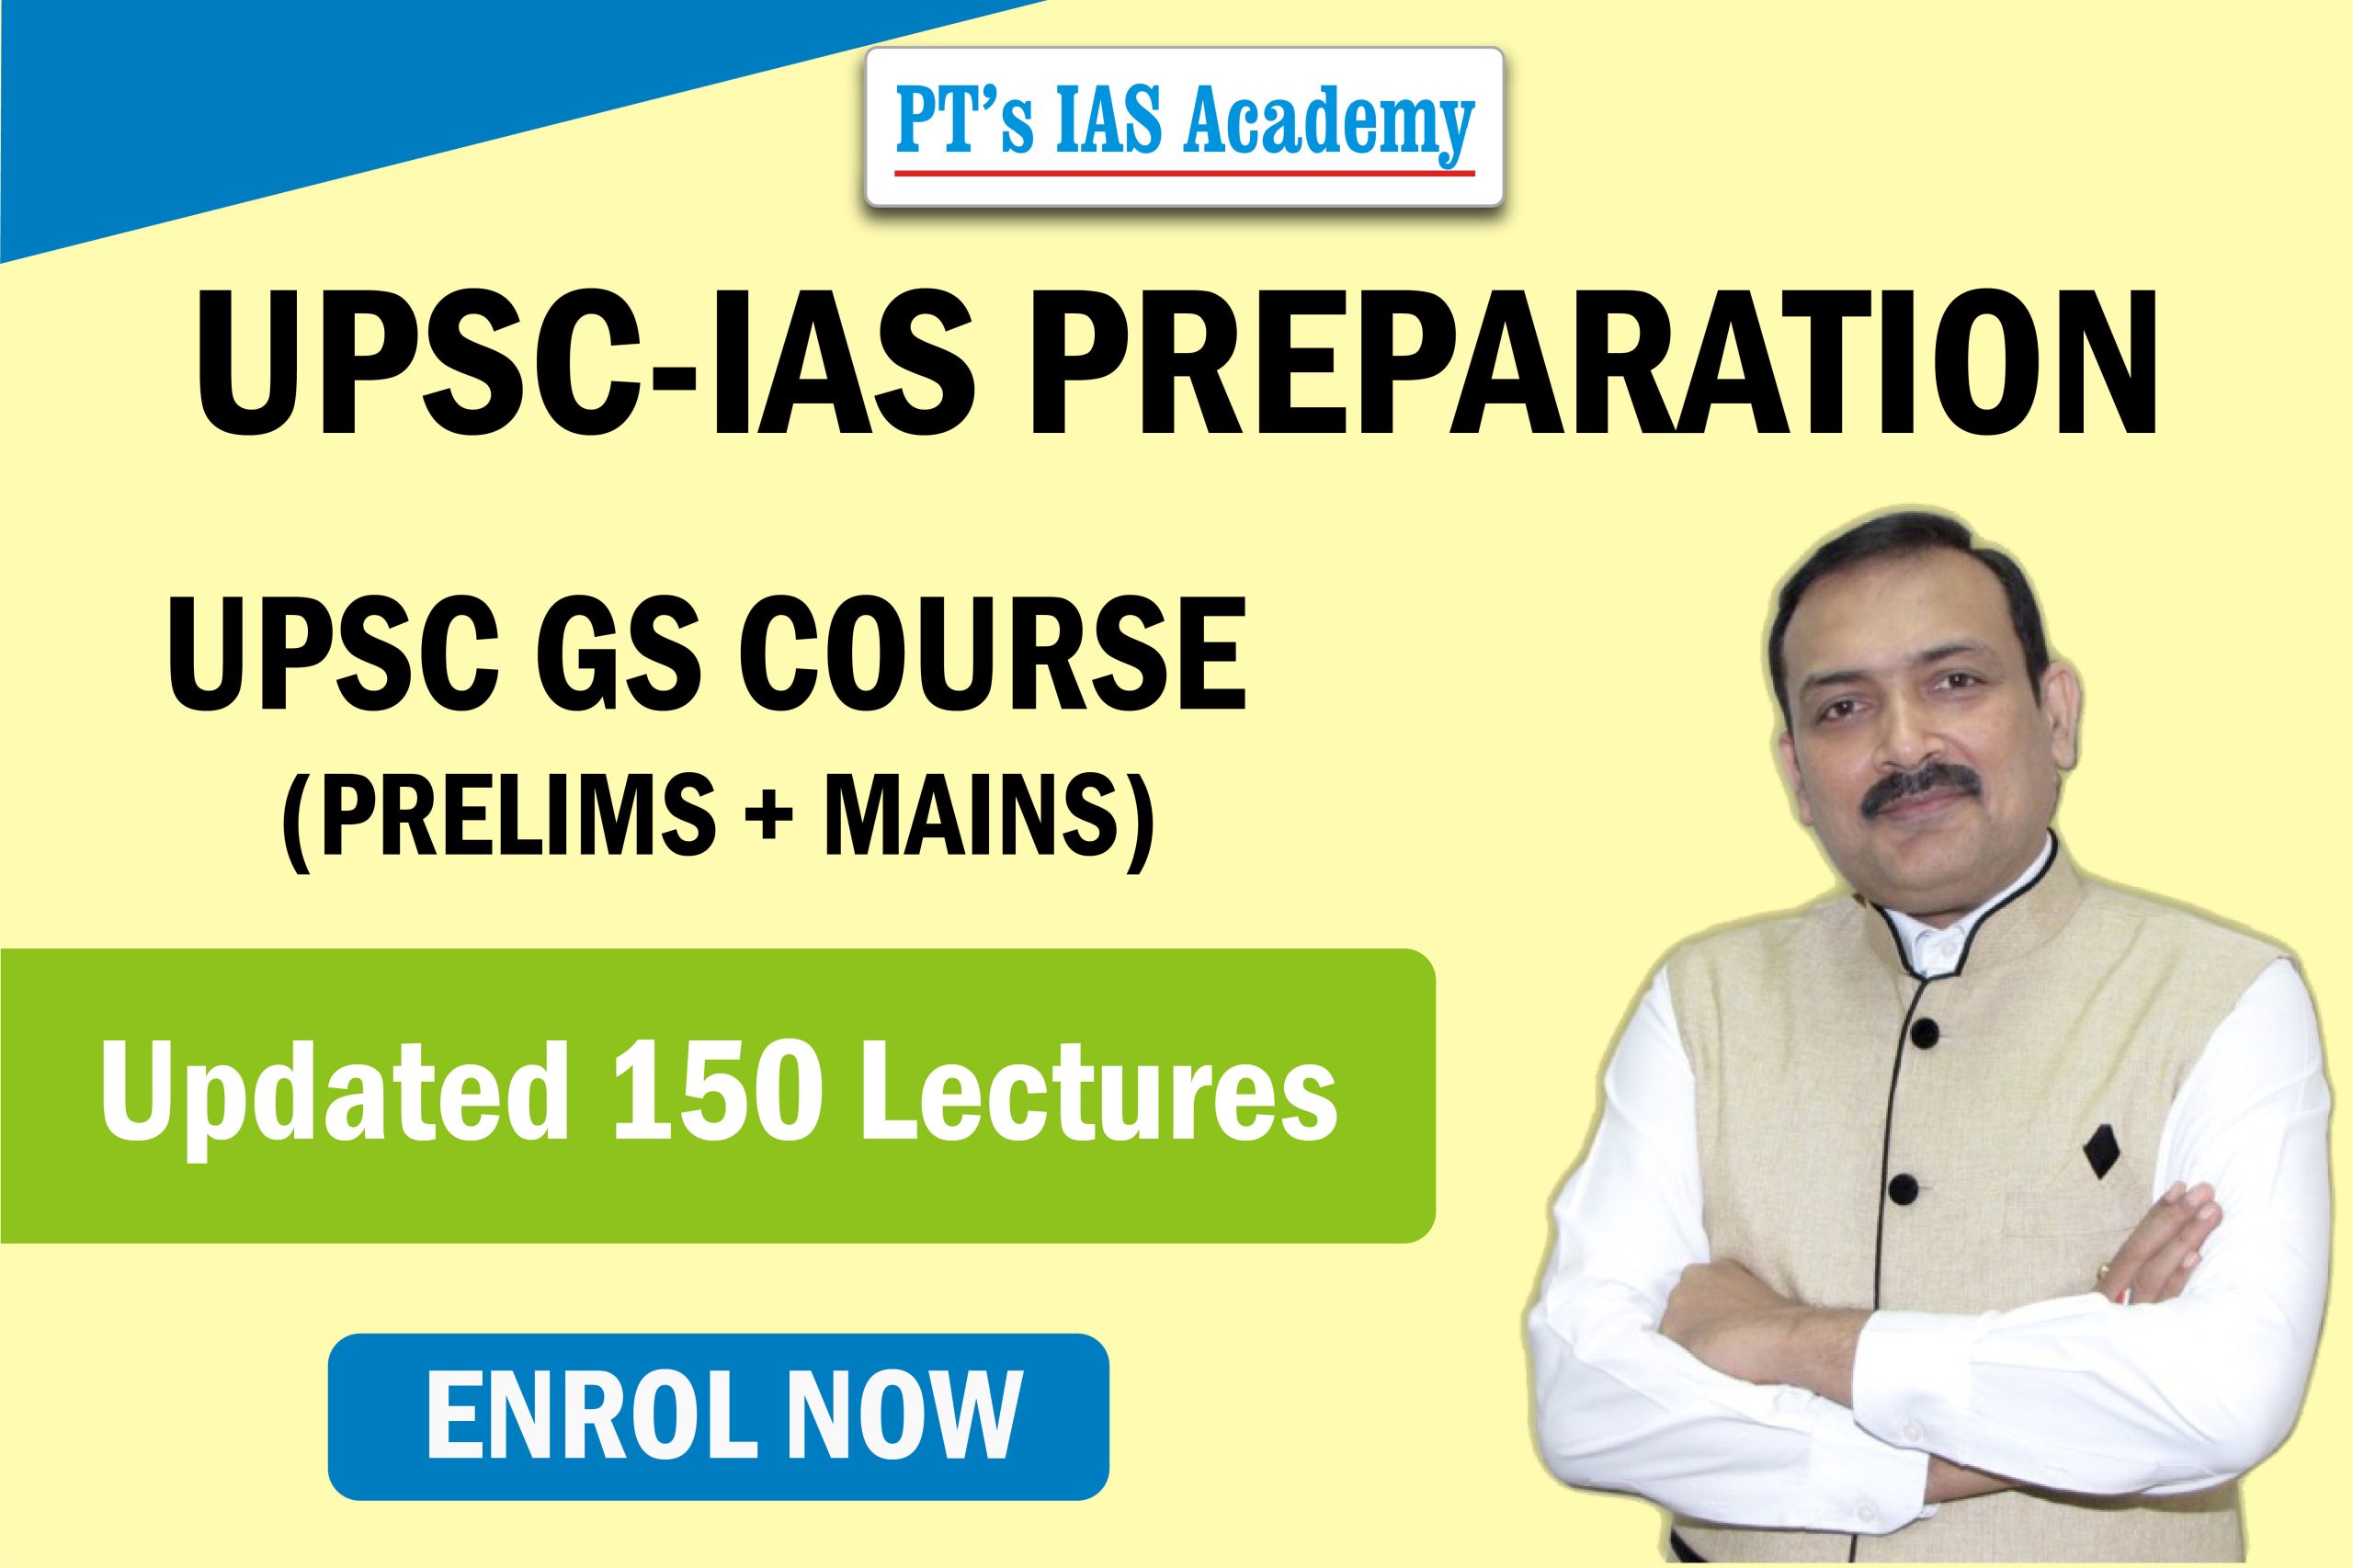 PT's IAS Academy
UPSC-IAS PREPARATION
UPSC GS COURSE
(PRELIMS + MAINS)
Updated 150 Lectures
ENROL NOW